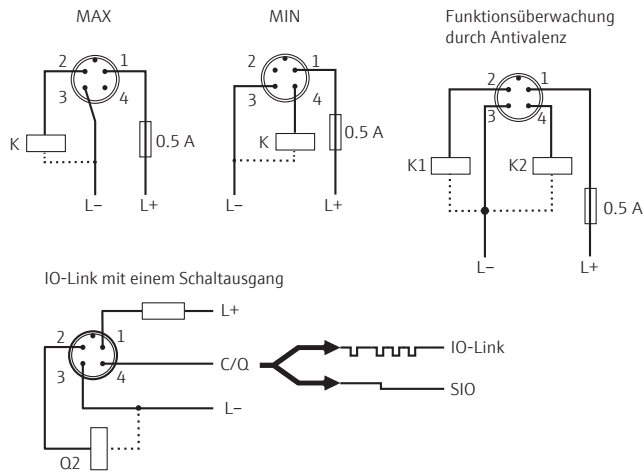 MAX
2 1
3 4
K
0.5 A
L– L+
MIN
2 1
3 4
K
0.5 A
L– L+
Funktionsüberwachung
durch Antivalenz
2 1
3 4
K1 K2
0.5 A
L– L+
IO-Link mit einem Schaltausgang
2 1
3 4
L+
C/Q
L–
Q2
IO-Link
SIO